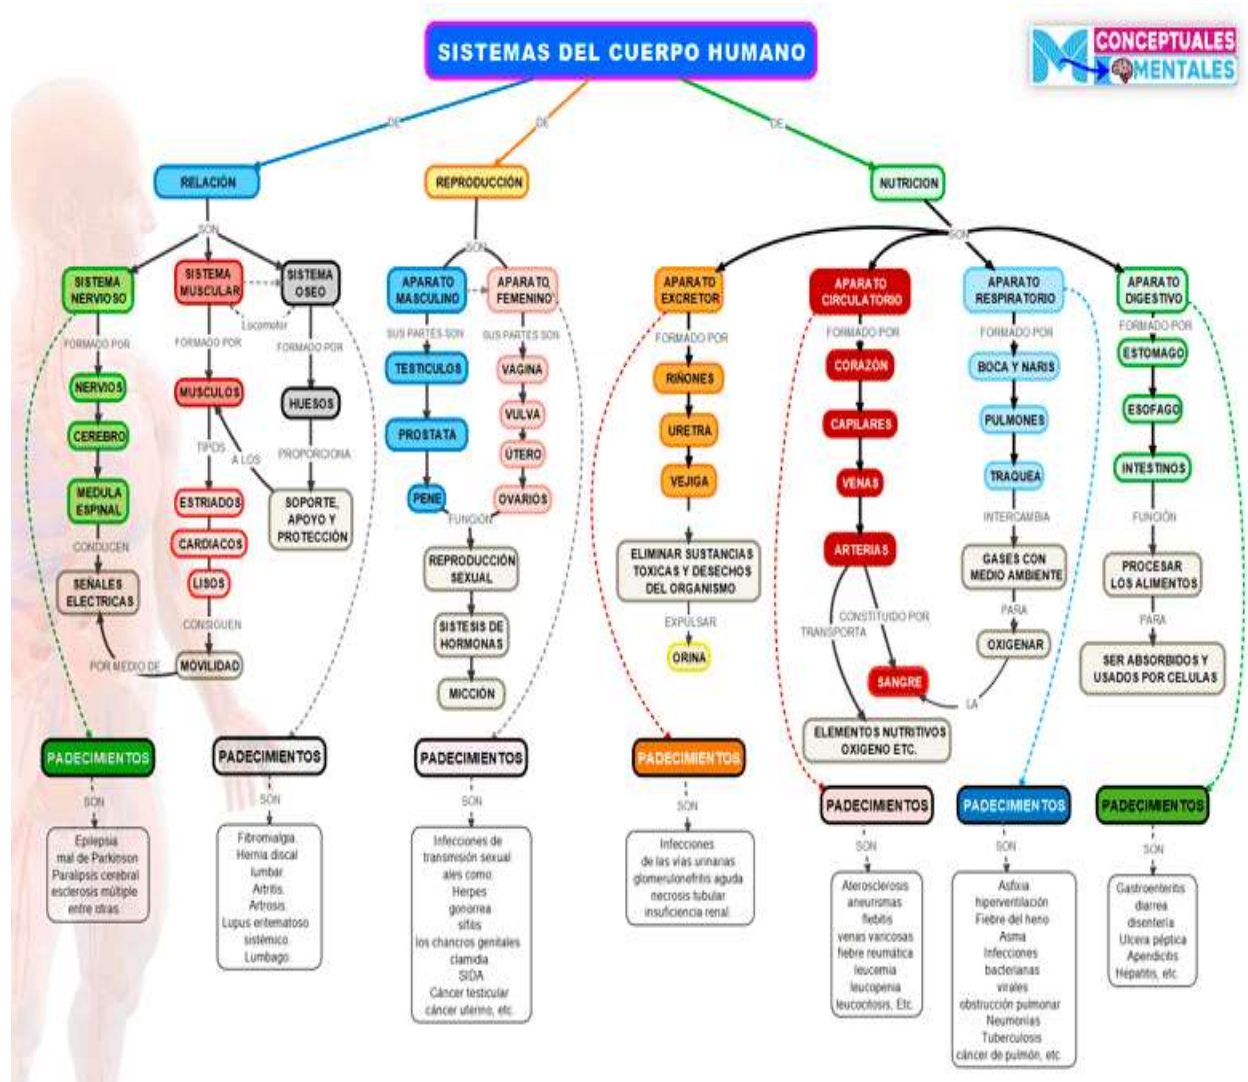 SISTEMAS DEL CUERPO HUMANO
CONCEPTUALES
MENTALES
DE
DE
DE
RELACIÓN
REPRODUCCIÓN
NUTRICION
SON
SON
SON
SISTEMA
NERVIOSO
SISTEMA
MUSCULAR
SISTEMA
OSEO
APARATO
MASCULINO
APARATO
FEMENINO
APARATO
EXCRETOR
APARATO
CIRCULATORIO
APARATO
RESPIRATORIO
APARATO
DIGESTIVO
Locomotor
FORMADO POR
FORMADO POR
FORMADO POR
SUS PARTES SON
SUS PARTES SON
FORMADO POR
FORMADO POR
FORMADO POR
FORMADO POR
NERVIOS
CEREBRO
MEDULA
ESPINAL
CONDUCEN
SEÑALES
ELECTRICAS
MUSCULOS
TIPOS
A LOS
ESTRIADOS
CARDIACOS
LISOS
CONSIGUEN
MOVILIDAD
POR MEDIO DE
HUESOS
PROPORCIONA
SOPORTE,
APOYO Y
PROTECCIÓN
TESTICULOS
PROSTATA
PENE
VAGINA
VULVA
ÚTERO
OVARIOS
FUNCIÓN
REPRODUCCIÓN
SEXUAL
SISTESIS DE
HORMONAS
MICCIÓN
RIÑONES
URETRA
VEJIGA
ELIMINAR SUSTANCIAS
TOXICAS Y DESECHOS
DEL ORGANISMO
EXPULSAR
ORINA
CORAZÓN
CAPILARES
VENAS
ARTERIAS
TRANSPORTA
CONSTITUIDO POR
SANGRE
ELEMENTOS NUTRITIVOS
OXIGENO ETC.
BOCA Y NARIS
PULMONES
TRAQUEA
INTERCAMBIA
GASES CON
MEDIO AMBIENTE
PARA
OXIGENAR
LA
ESTOMAGO
ESOFAGO
INTESTINOS
FUNCIÓN
PROCESAR
LOS ALIMENTOS
PARA
SER ABSORBIDOS Y
USADOS POR CELULAS
PADECIMIENTOS
SON
Epilepsia
mal de Parkinson
Paralipsis cerebral
esclerosis múltiple
entre otras
PADECIMIENTOS
SON
Fibromialgia.
Hernia discal
lumbar.
Artritis.
Artrosis.
Lupus eritematoso
sistémico.
Lumbago
PADECIMIENTOS
SON
Infecciones de
transmisión sexual
ales como:
Herpes
gonorrea
sífilis
los chancros genitales
clamidia
SIDA
Cáncer testicular
cáncer uterino, etc.
PADECIMIENTOS
SON
Infecciones
de las vías urinarias
glomerulonefritis aguda
necrosis tubular
insuficiencia renal.
PADECIMIENTOS
SON
Aterosclerosis
aneurismas
flebitis
venas varicosas
fiebre reumática
leucemia
leucopenia
leucocitosis, Etc.
PADECIMIENTOS
SON
Asfixia
hiperventilación
Fiebre del heno
Asma
Infecciones
bacterianas
virales
obstrucción pulmonar
Neumonías
Tuberculosis
cáncer de pulmón, etc.
PADECIMIENTOS
SON
Gastroenteritis
diarrea
disentería
Ulcera péptica
Apendicitis
Hepatitis, etc.